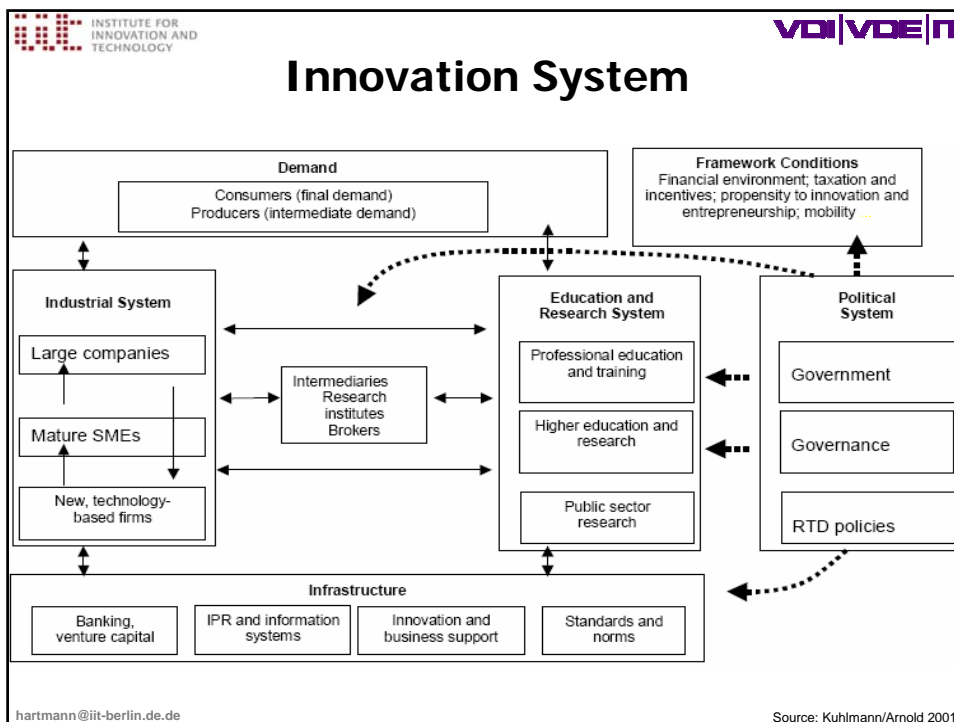 iit
INSTITUTE FOR
INNOVATION AND
TECHNOLOGY
VDI|VDE|IT
Innovation System
Demand
Consumers (final demand)
Producers (intermediate demand)
Framework Conditions
Financial environment; taxation and
incentives; propensity to innovation and
entrepreneurship; mobility ...
Industrial System
Large companies
Mature SMEs
New, technology-
based firms
Intermediaries
Research
institutes
Brokers
Education and
Research System
Professional education
and training
Higher education and
research
Public sector
research
Political
System
Government
Governance
RTD policies
Infrastructure
Banking,
venture capital
IPR and information
systems
Innovation and
business support
Standards and
norms
hartmann@iit-berlin.de.de
Source: Kuhlmann/Arnold 2001